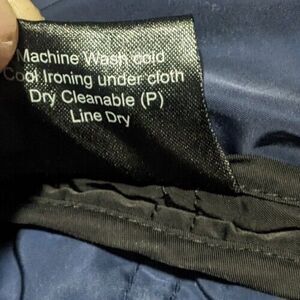 Machine Wash cold
Cool Ironing under cloth
Dry Cleanable (P)
Line Dry